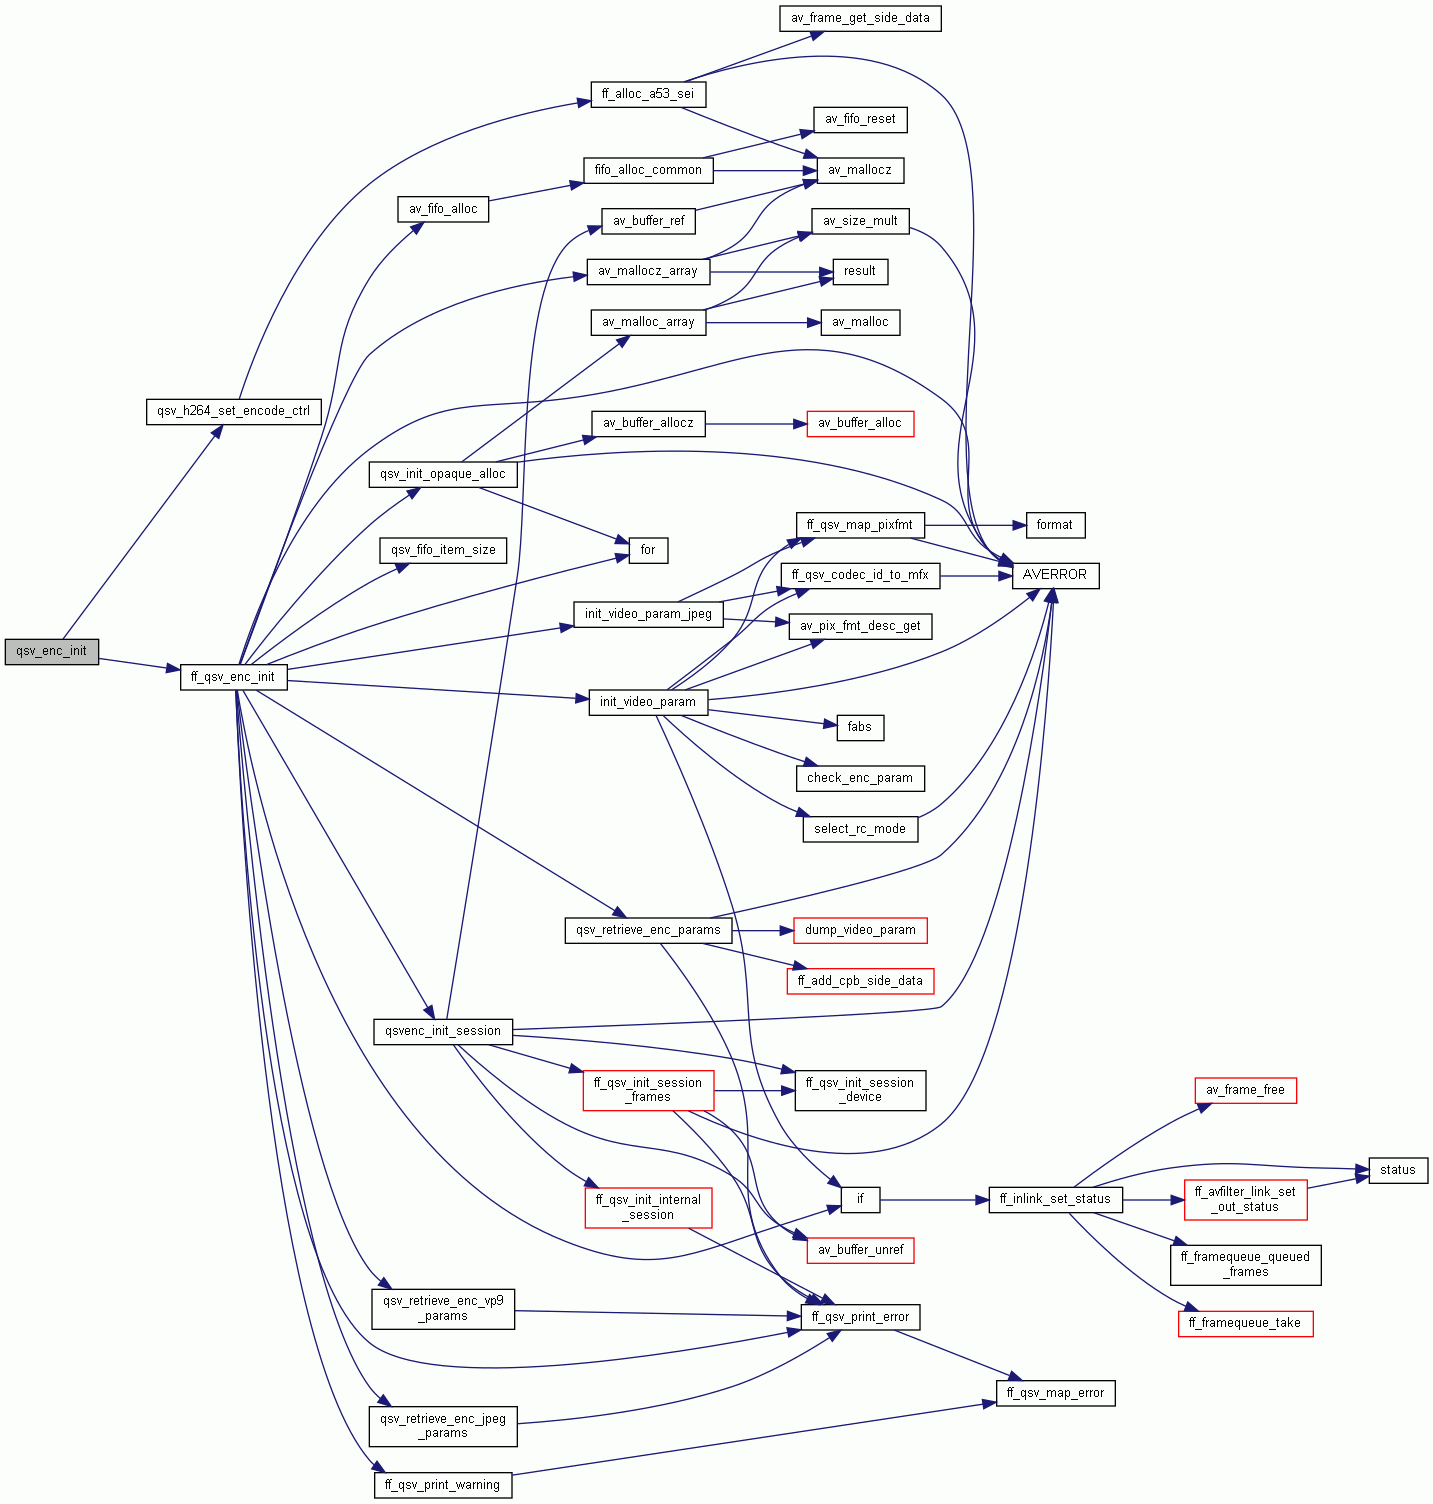 av_frame_get_side_data
ff_alloc_a53_sei
av_fifo_reset
fifo_alloc_common
av_mallocz
av_fifo_alloc
av_buffer_ref
av_size_mult
av_mallocz_array
result
av_malloc_array
av_malloc
qsv_h264_set_encode_ctrl
av_buffer_allocz
av_buffer_alloc
qsv_init_opaque_alloc
ff_qsv_map_pixfmt
format
qsv_fifo_item_size
for
ff_qsv_codec_id_to_mfx
AVERROR
init_video_param_jpeg
av_pix_fmt_desc_get
qsv_enc_init
ff_qsv_enc_init
init_video_param
fabs
check_enc_param
select_rc_mode
qsv_retrieve_enc_params
dump_video_param
ff_add_cpb_side_data
qsvenc_init_session
ff_qsv_init_session
_frames
ff_qsv_init_session
_device
av_frame_free
status
ff_qsv_init_internal
_session
if
ff_inlink_set_status
ff_avfilter_link_set
_out_status
av_buffer_unref
ff_framequeue_queued
_frames
qsv_retrieve_enc_vp9
_params
ff_qsv_print_error
ff_framequeue_take
ff_qsv_map_error
qsv_retrieve_enc_jpeg
_params
ff_qsv_print_warning